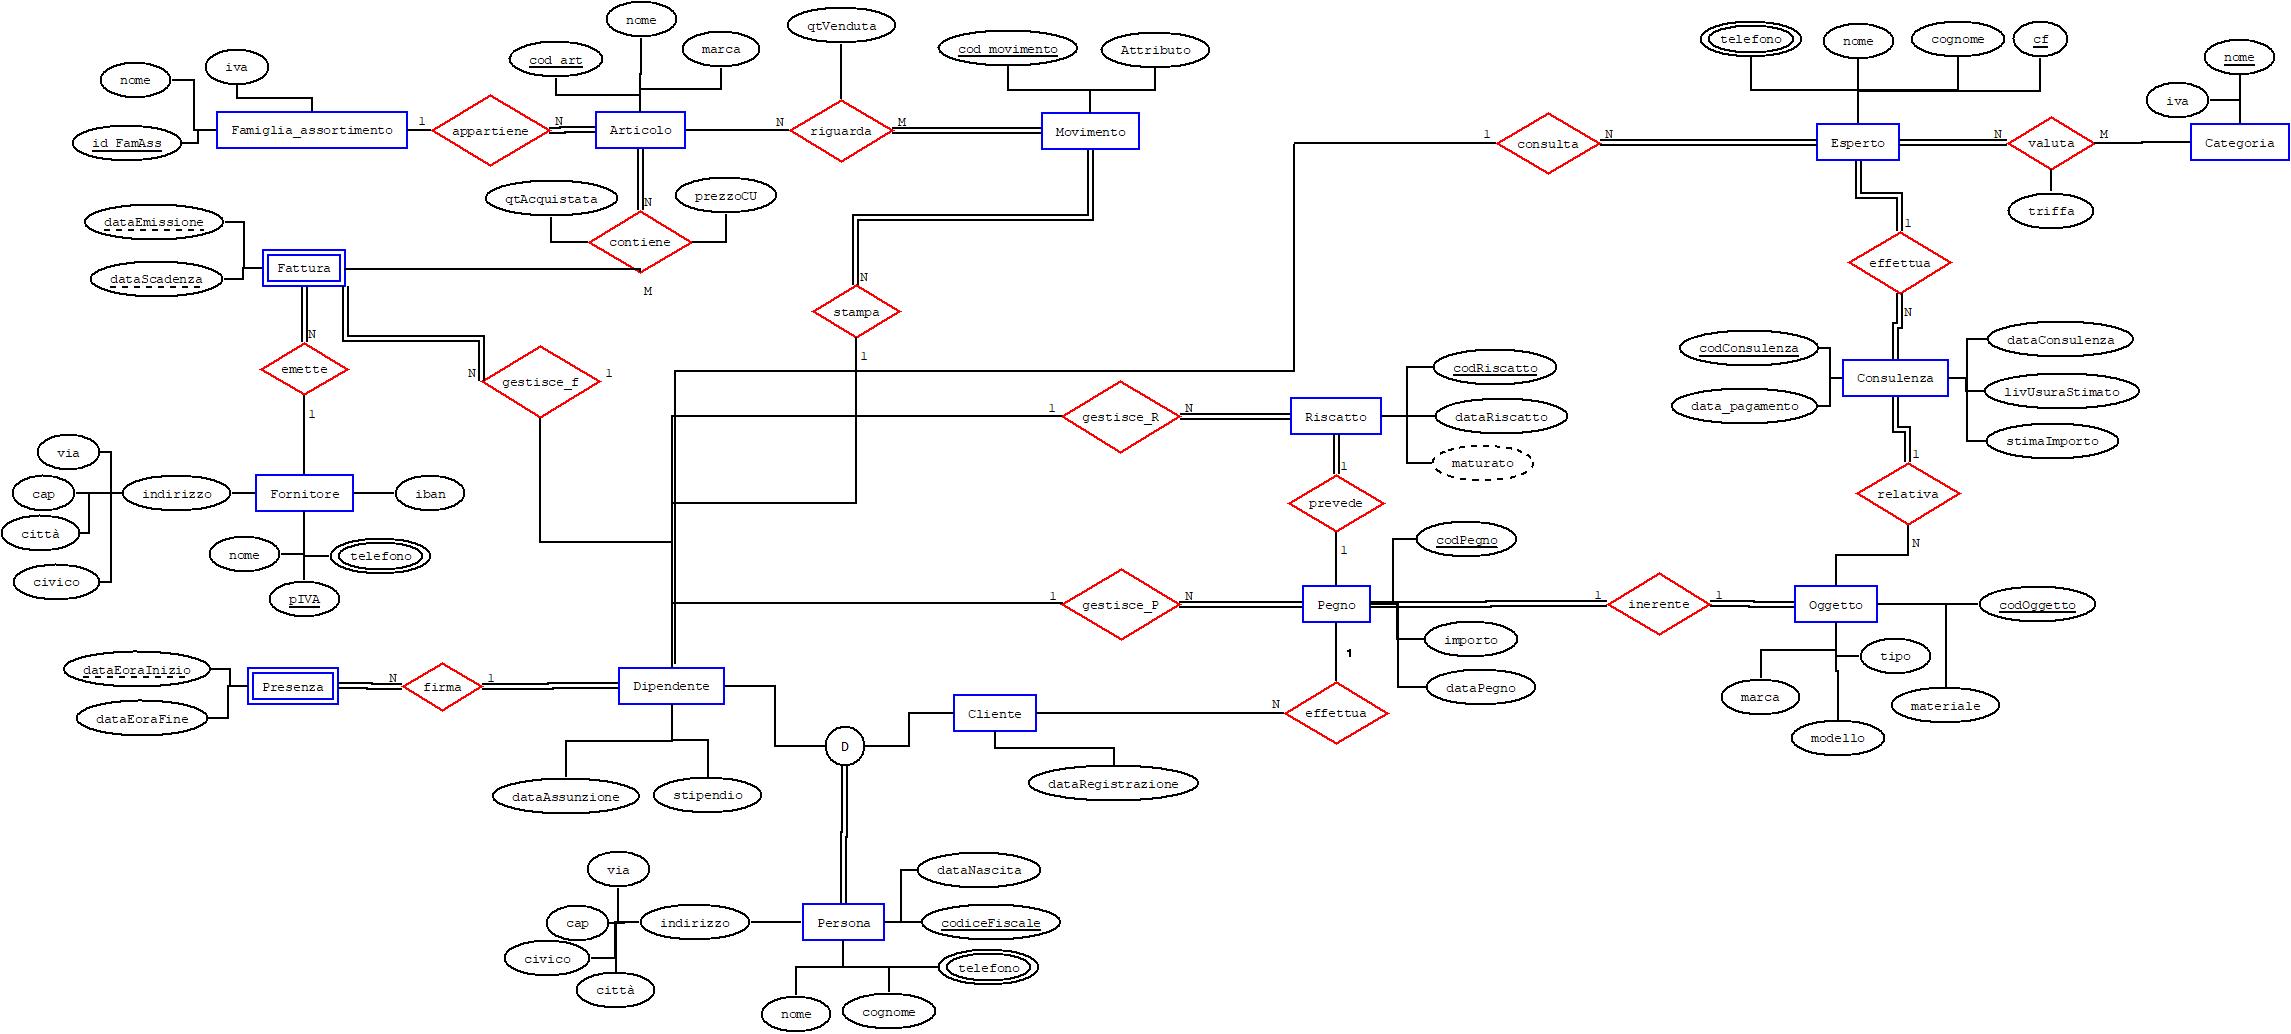 nome
qtVenduta
telefono
nome
cognome
cf
iva
nome
marca
cod_movimento
Attributo
nome
cod_art
nome
iva
id_FamAss
Famiglia_assortimento
1
appartiene
N
Articolo
N
riguarda
M
Movimento
1
consulta
N
Esperto
N
valuta
M
Categoria
qtAcquistata
N
prezzoCU
triffa
dataEmissione
contiene
1
effettua
Fattura
dataScadenza
M
N
stampa
N
N
codConsulenza
dataConsulenza
emette
N
gestisce_f
1
1
codRiscatto
Consulenza
data_pagamento
livUsuraStimato
1
1
gestisce_R
N
Riscatto
dataRiscatto
stimaImporto
via
maturato
1
1
cap
indirizzo
Fornitore
iban
prevede
relativa
città
nome
telefono
codPegno
1
N
civico
pIVA
1
gestisce_P
N
Pegno
1
inerente
1
Oggetto
codOggetto
importo
dataEoraInizio
1
tipo
Presenza
N
firma
1
Dipendente
dataPegno
marca
materiale
dataEoraFine
Cliente
N
effettua
modello
D
dataAssunzione
stipendio
dataRegistrazione
via
dataNascita
cap
indirizzo
Persona
codiceFiscale
civico
telefono
città
nome
cognome